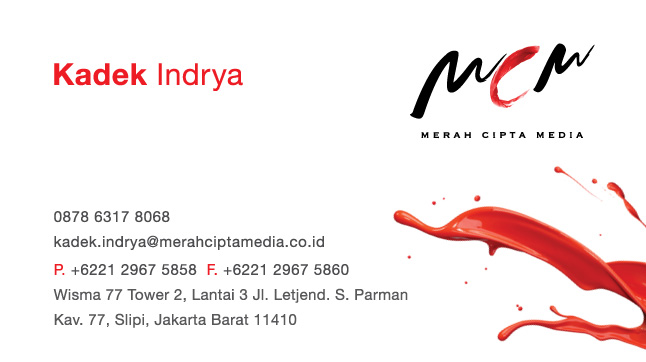 Kadek Indrya
MCM
MERAH CIPTA MEDIA
0878 6317 8068
kadek.indrya@merahciptamedia.co.id
P. +6221 2967 5858 F. +6221 2967 5860
Wisma 77 Tower 2, Lantai 3 Jl. Letjend. S. Parman
Kav. 77, Slipi, Jakarta Barat 11410